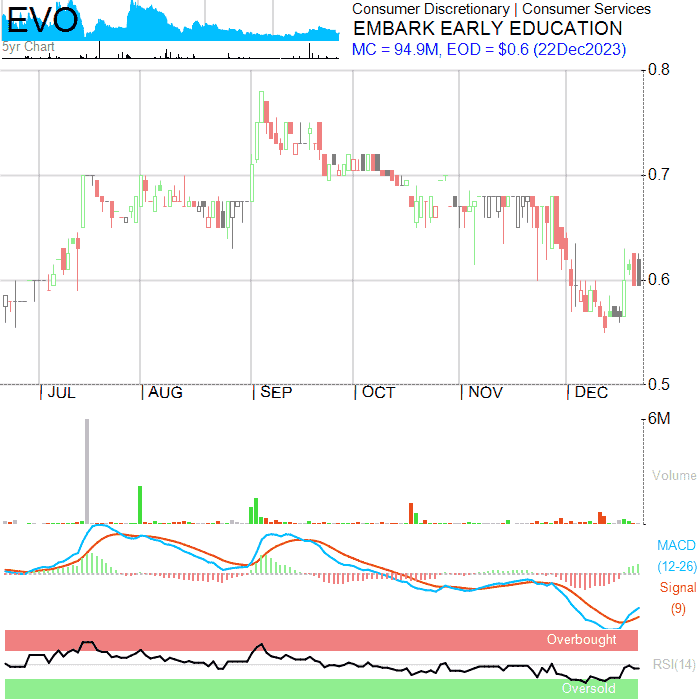 EVO
5yr Chart
Consumer Discretionary | Consumer Services
EMBARK EARLY EDUCATION
MC = 94.9M, EOD = $0.6 (22Dec2023)
0.8
0.7
0.6
0.5
JUL
AUG
SEP
OCT
NOV
DEC
6M
Volume
MACD
(12-26)
Signal
(9)
Overbought
RSI(14)
Oversold